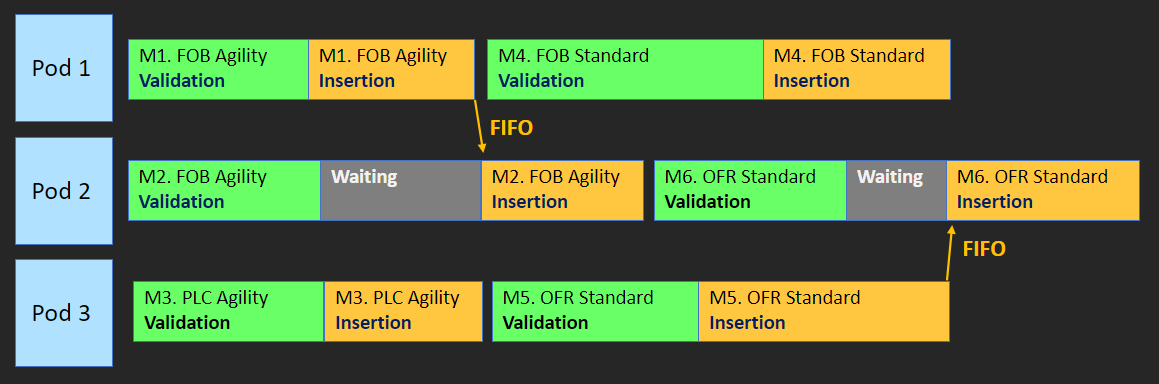 Pod 1
M1. FOB Agility
Validation
M1. FOB Agility
Insertion
M4. FOB Standard
Validation
M4. FOB Standard
Insertion
FIFO
Pod 2
M2. FOB Agility
Validation
Waiting
M2. FOB Agility
Insertion
M6. OFR Standard
Validation
Waiting
M6. OFR Standard
Insertion
FIFO
Pod 3
M3. PLC Agility
Validation
M3. PLC Agility
Insertion
M5. OFR Standard
Validation
M5. OFR Standard
Insertion